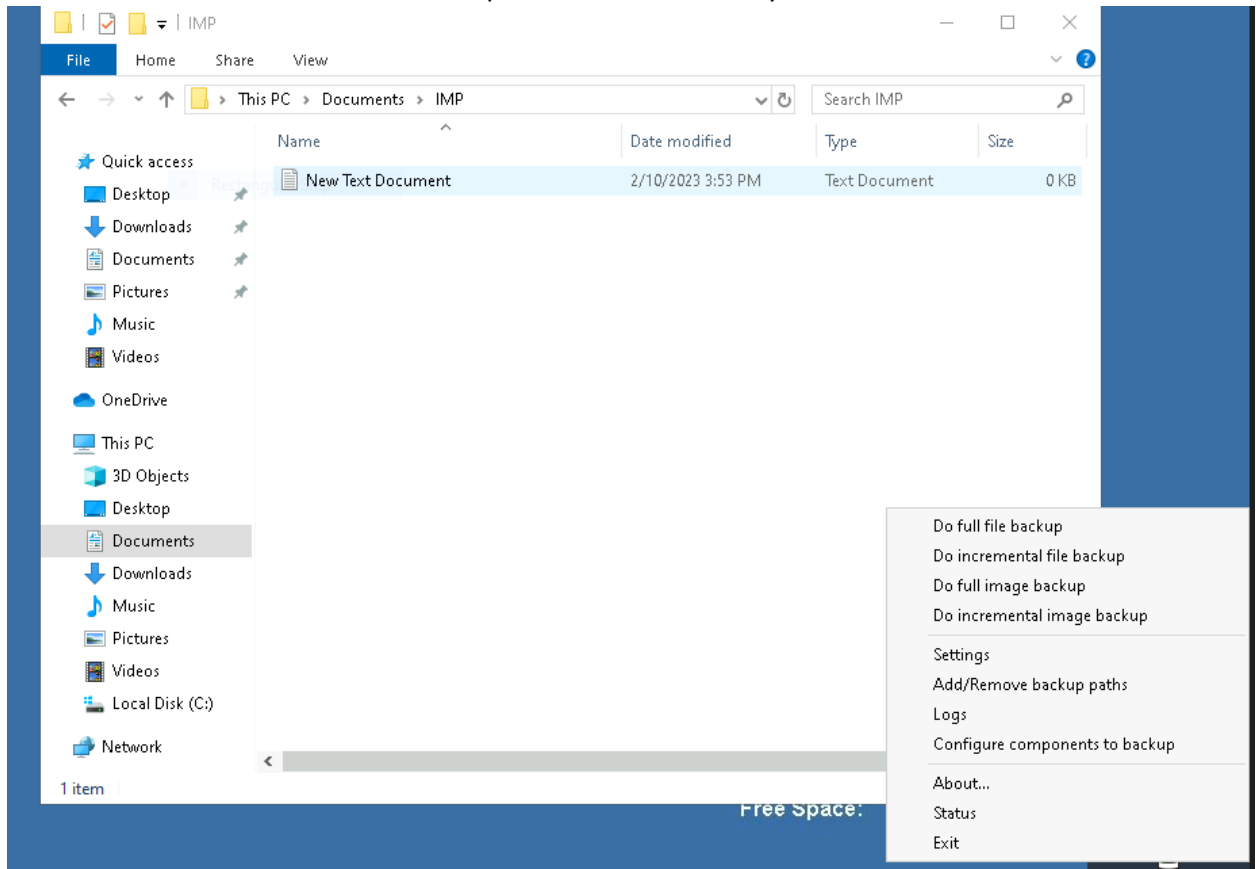 IMP
File Home Share View
This PC > Documents > IMP
Search IMP
Name Date modified Type Size
Quick access
New Text Document 2/10/2023 3:53 PM Text Document 0 KB
Desktop
Downloads
Documents
Pictures
Music
Videos
OneDrive
This PC
3D Objects
Desktop
Documents
Downloads
Music
Pictures
Videos
Local Disk (C:)
Network
1 item
Free Space:
Do full file backup
Do incremental file backup
Do full image backup
Do incremental image backup
Settings
Add/Remove backup paths
Logs
Configure components to backup
About...
Status
Exit